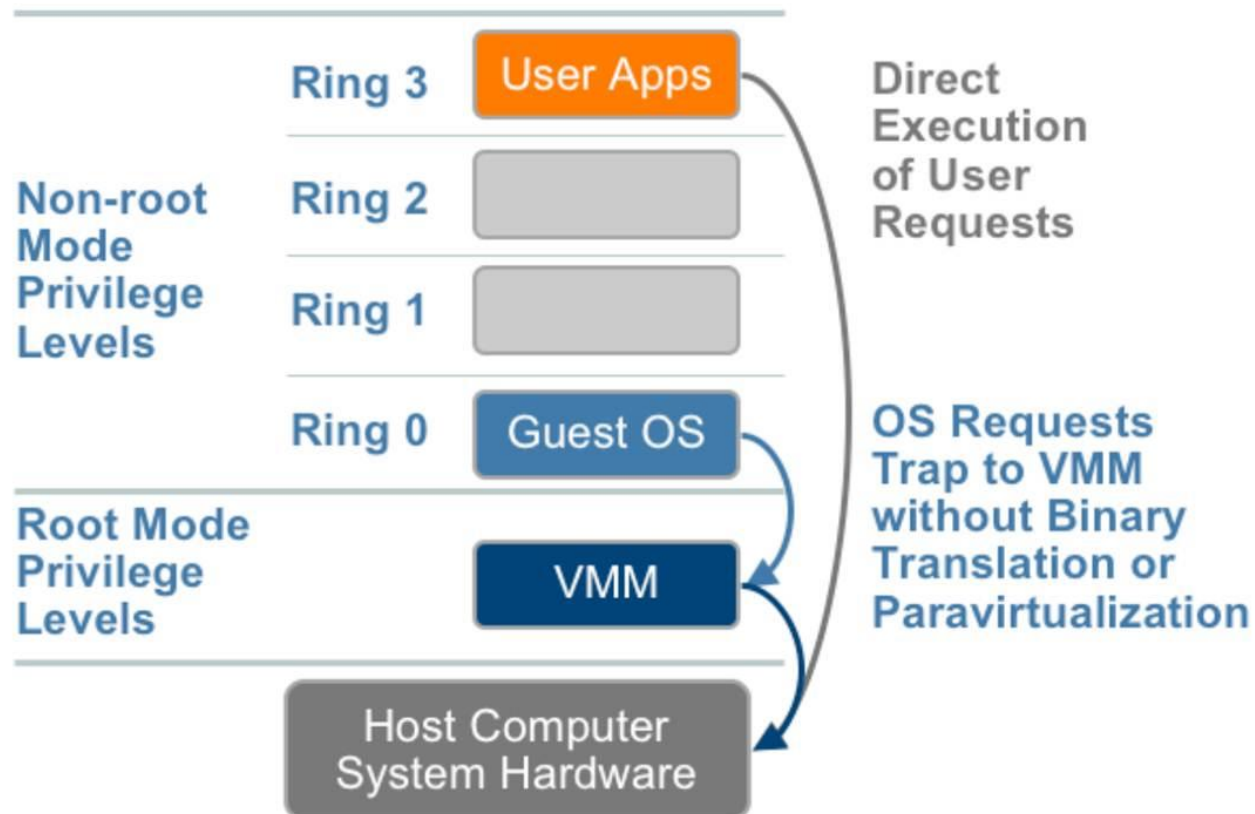 Ring 3
User Apps
Direct
Execution
of User
Requests
Non-root
Mode
Privilege
Levels
Ring 2
Ring 1
Ring 0
Guest OS
OS Requests
Trap to VMM
without Binary
Translation or
Paravirtualization
Root Mode
Privilege
Levels
VMM
Host Computer
System Hardware